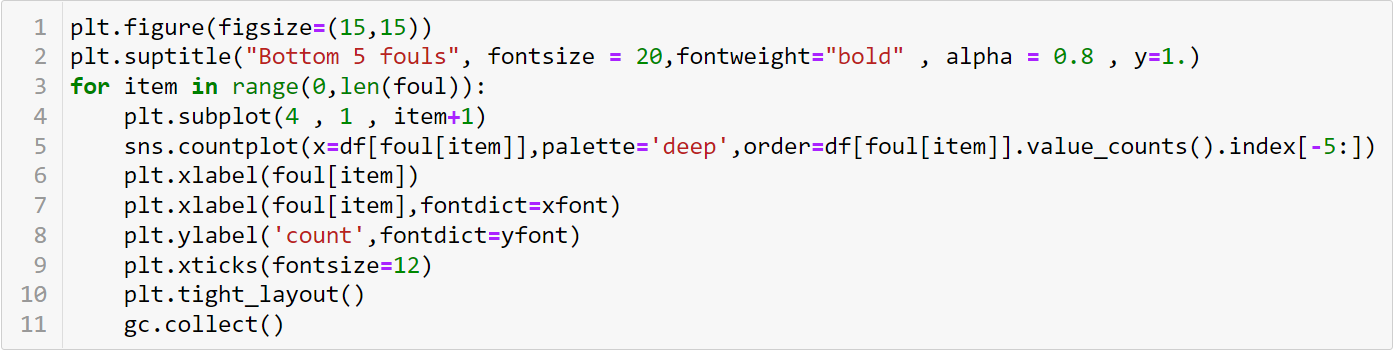 1 plt.figure(figsize=(15,15))
2 plt.suptitle("Bottom 5 fouls", fontsize = 20,fontweight="bold" , alpha = 0.8 , y=1.)
3 for item in range(0,len(foul)):
4     plt.subplot(4 , 1 , item+1)
5     sns.countplot(x=df[foul[item]],palette='deep',order=df[foul[item]].value_counts().index[-5:])
6     plt.xlabel(foul[item])
7     plt.xlabel(foul[item],fontdict=xfont)
8     plt.ylabel('count',fontdict=yfont)
9     plt.xticks(fontsize=12)
10     plt.tight_layout()
11     gc.collect()